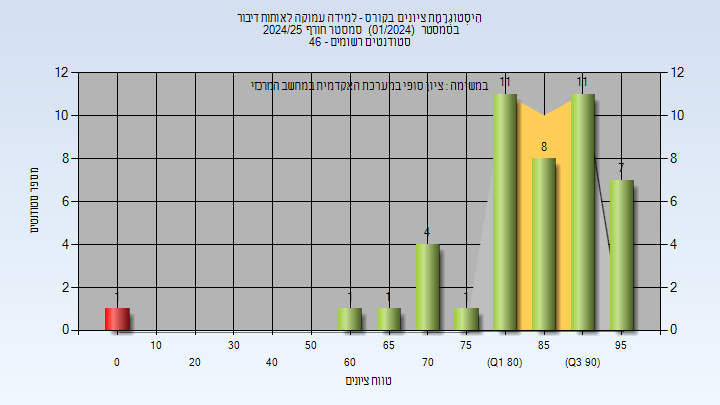 היסטוגרמת ציונים בקורס - למידה עמוקה לאותות דיבור
בסמסטר (01/2024) סמסטר חורף 2024/25
סטודנטים רשומים - 46
במשימה : ציון סופי במערכת האקדמית במחשב המרכזי
מספר סטודנטים
12 12
10 10
8 8
6 6
4 4
2 2
0 0
1 1 1 4 1 11 8 11 7
10 30 50 65 75 85 95
0 20 40 60 70 (Q1 80) (Q3 90)
טווח ציונים